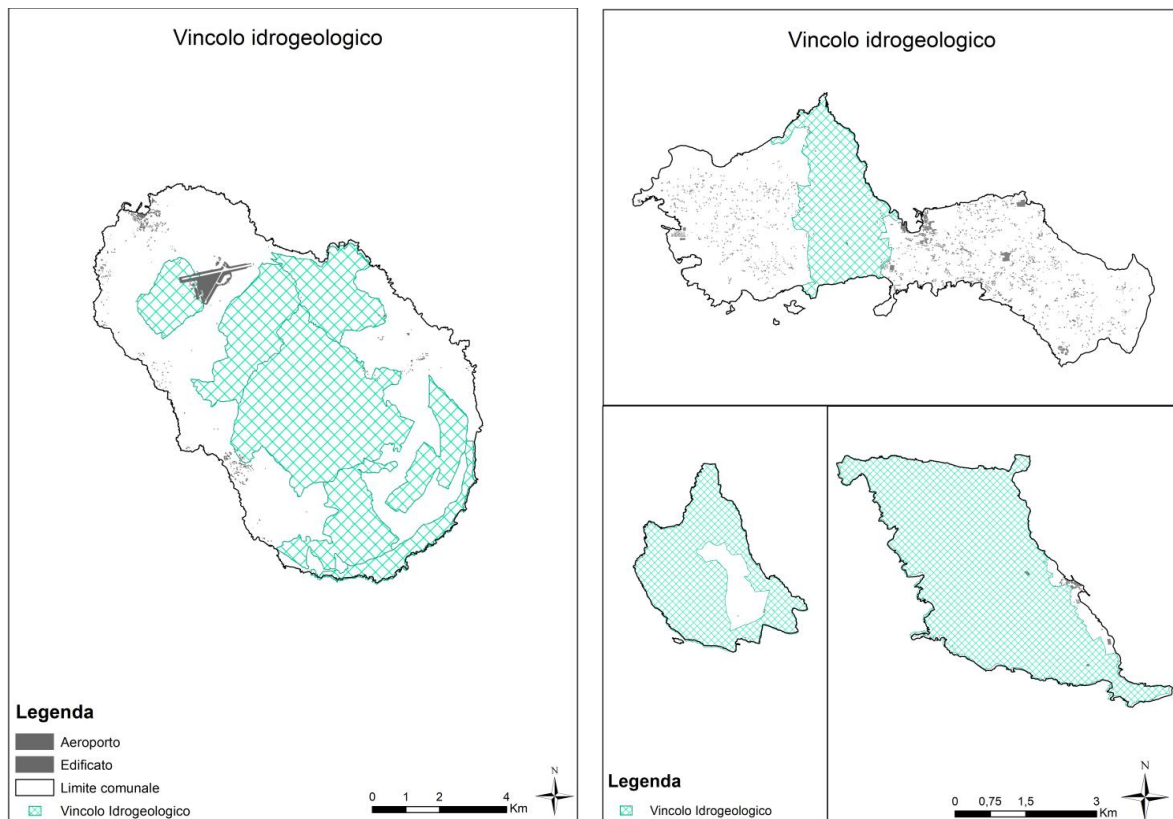 Vincolo idrogeologico
Legenda
Aeroporto
Edificato
Limite comunale
Vincolo Idrogeologico
0 1 2 4
Km
N
Vincolo idrogeologico
Legenda
Vincolo Idrogeologico
0 0,75 1,5 3
Km
N